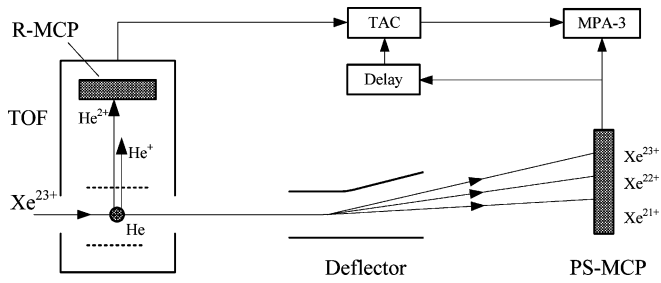 R-MCP
TAC
MPA-3
Delay
TOF
He2+
He+
Xe23+
He
Xe23+
Xe22+
Xe21+
Deflector
PS-MCP